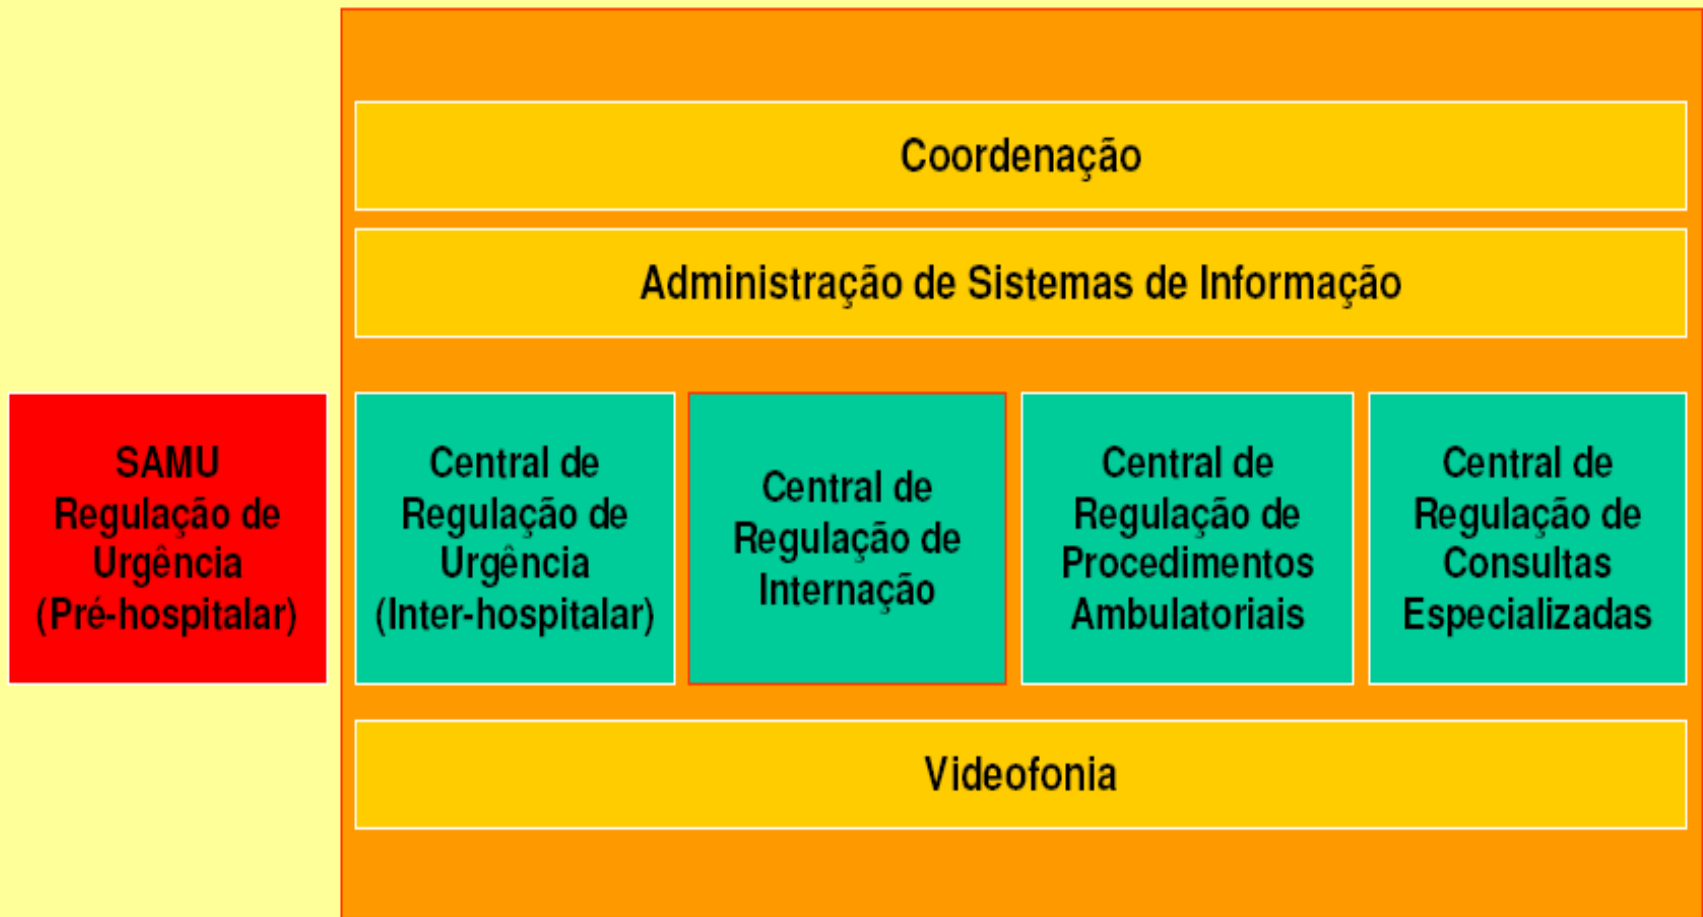 Coordenação
Administração de Sistemas de Informação
SAMU
Regulação de
Urgência
(Pré-hospitalar)
Central de
Regulação de
Urgência
(Inter-hospitalar)
Central de
Regulação de
Internação
Central de
Regulação de
Procedimentos
Ambulatoriais
Central de
Regulação de
Consultas
Especializadas
Videofonia